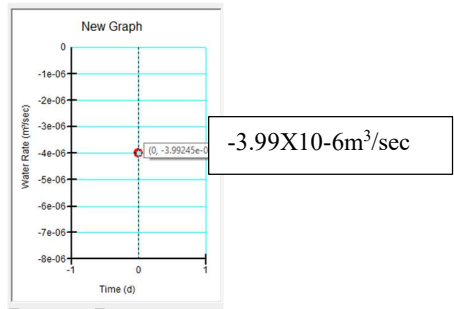 New Graph
0
-1e-06
-2e-06
-3e-06
-4e-06
-5e-06
-6e-06
-7e-06
-8e-06
Water Rate (m³/sec)
(0, -3.99245e-0
-3.99X10-6m³/sec
-1 0 1
Time (d)